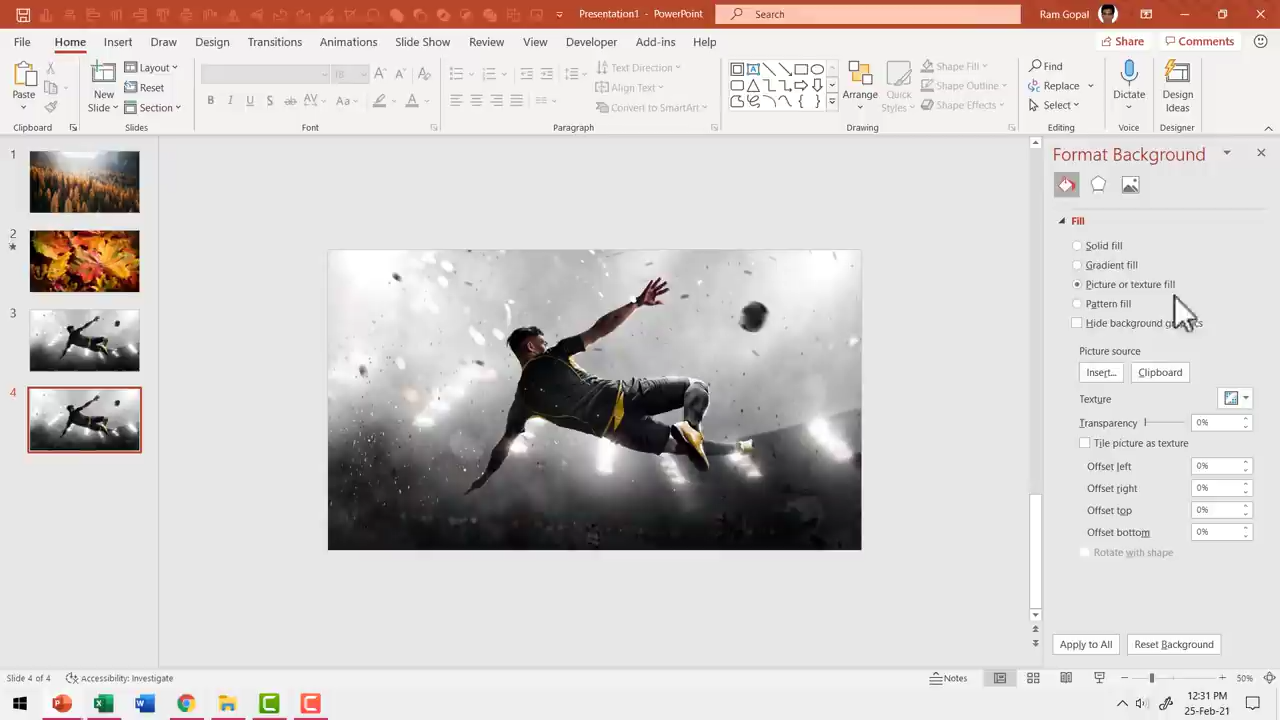 Presentation1 - PowerPoint
Search
Ram Gopal
File Home Insert Draw Design Transitions Animations Slide Show Review View Developer Add-ins Help
Share Comments
Paste
New
Slide
Layout
Reset
Section
18
Text Direction
Align Text
Convert to SmartArt
Arrange
Quick
Styles
Shape Fill
Shape Outline
Shape Effects
Find
Replace
Select
Dictate
Design
Ideas
Clipboard Slides Font Paragraph Drawing Editing Voice Designer
1
2
3
4
Format Background
Fill
Solid fill
Gradient fill
Picture or texture fill
Pattern fill
Hide background graphics
Picture source
Insert... Clipboard
Texture
Transparency 0%
Tile picture as texture
Offset left 0%
Offset right 0%
Offset top 0%
Offset bottom 0%
Rotate with shape
Apply to All Reset Background
Slide 4 of 4 Accessibility: Investigate Notes 50%
12:31 PM
25-Feb-21